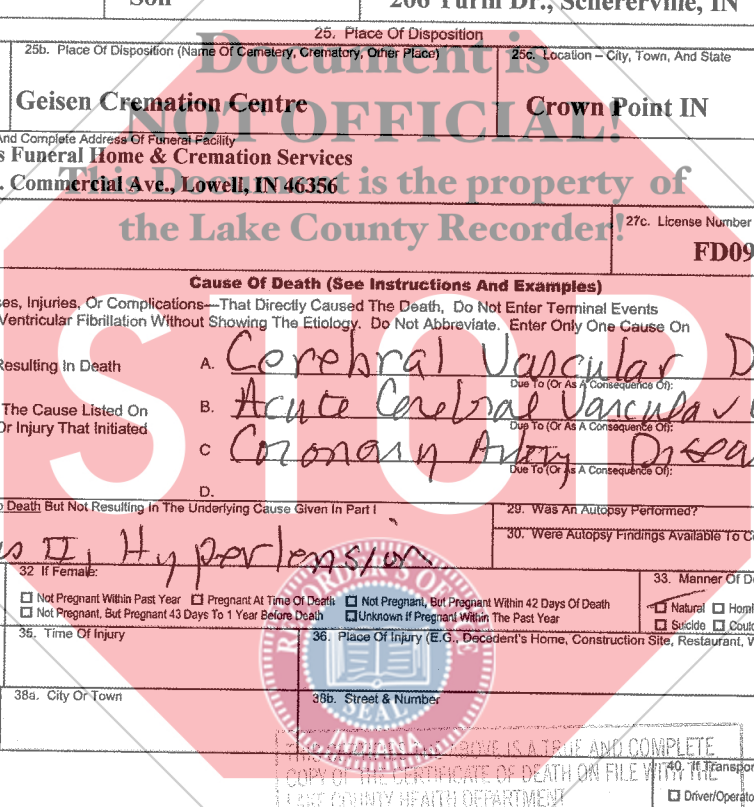 Son 206 Turm Dr., Schererville, IN
25. Place Of Disposition
25b. Place Of Disposition (Name Of Cemetery, Crematory, Other Place) 25c. Location – City, Town, And State
Document is
Geisen Cremation Centre Crown Point IN
NOT OFFICIAL!
And Complete Address Of Funeral Facility
s Funeral Home & Cremation Services
This Document is the property of
. Commercial Ave., Lowell, IN 46356
the Lake County Recorder!
27c. License Number
FD09
Cause Of Death (See Instructions And Examples)
es, Injuries, Or Complications—That Directly Caused The Death, Do Not Enter Terminal Events
Ventricular Fibrillation Without Showing The Etiology. Do Not Abbreviate. Enter Only One Cause On
STOP
Resulting In Death A. Cerebral Vascular D
Due To (Or As A Consequence Of):
The Cause Listed On B. Acute Cerebral Vascular
Or Injury That Initiated Due To (Or As A Consequence Of):
C Coronary Artery Disea
Due To (Or As A Consequence Of):
D.
o Death But Not Resulting In The Underlying Cause Given In Part I 29. Was An Autopsy Performed?
30. Were Autopsy Findings Available To C
s II, Hypertension
32 If Female: 33. Manner Of D
Not Pregnant Within Past Year Pregnant At Time Of Death Not Pregnant, But Pregnant Within 42 Days Of Death Natural Homi
Not Pregnant, But Pregnant 43 Days To 1 Year Before Death Unknown If Pregnant Within The Past Year Suicide Could
RECORDER'S OFFICE
35. Time Of Injury 36. Place Of Injury (E.G., Decedent's Home, Construction Site, Restaurant, W
38a. City Or Town 38b. Street & Number
SEAL
INDIANA
THIS ABOVE IS A TRUE AND COMPLETE
COPY OF THE CERTIFICATE OF DEATH ON FILE WITH THE 40. If Transpor
LAKE COUNTY HEALTH DEPARTMENT Driver/Operato